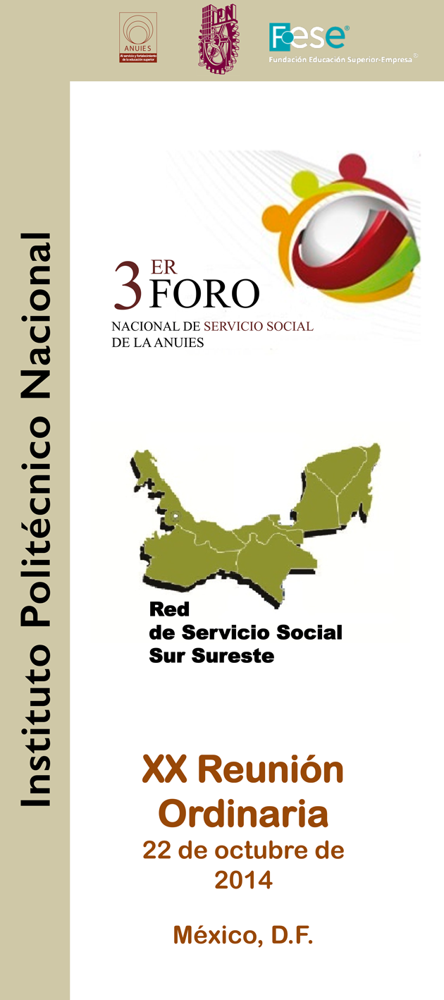 ANUIES
Al servicio y fortalecimiento
de la educación superior
IPN
Fese®
Fundación Educación Superior-Empresa®
Instituto Politécnico Nacional
3ER FORO
NACIONAL DE SERVICIO SOCIAL
DE LA ANUIES
Red
de Servicio Social
Sur Sureste
XX Reunión
Ordinaria
22 de octubre de
2014
México, D.F.